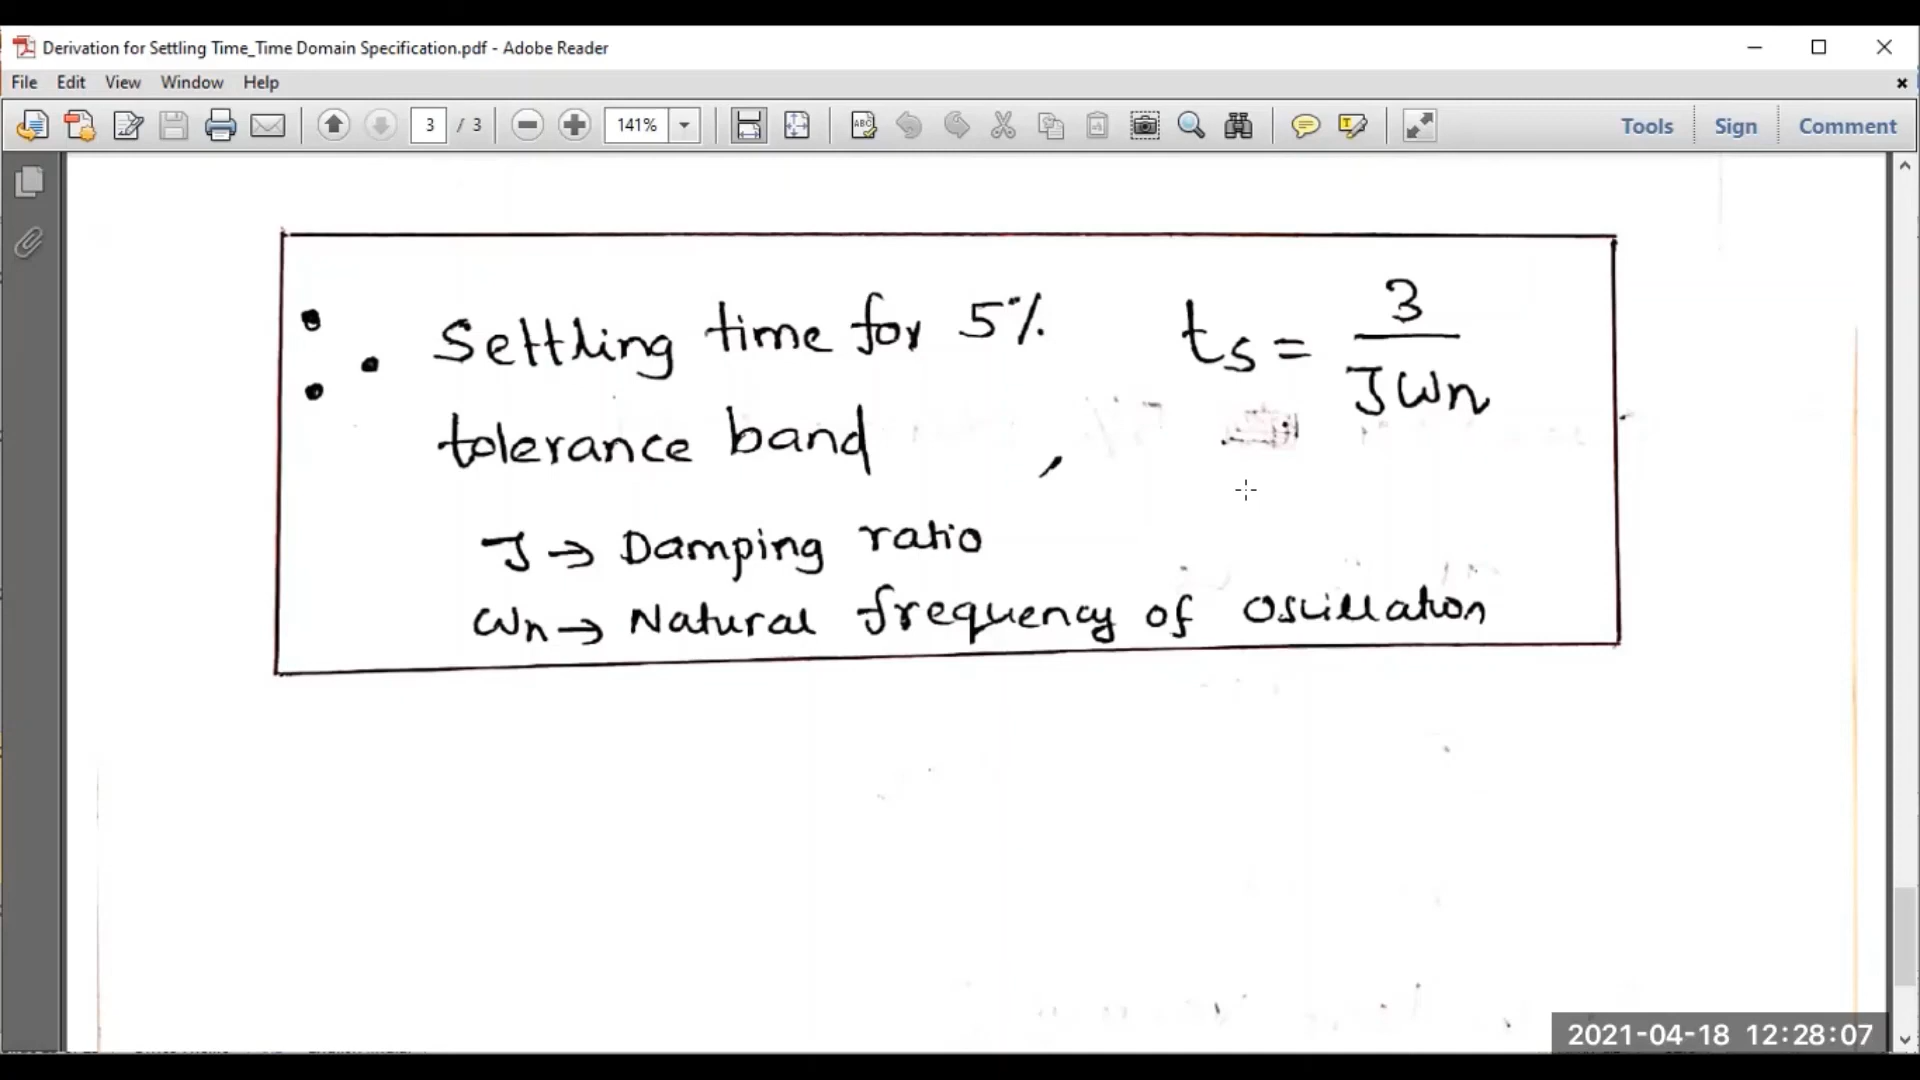 Derivation for Settling Time_Time Domain Specification.pdf - Adobe Reader
File Edit View Window Help
3 / 3 141% Tools Sign Comment
∴ Settling time for 5% tS = 3 / ζωn
tolerance band ,
ζ → Damping ratio
ωn → Natural frequency of oscillation
2021-04-18 12:28:07